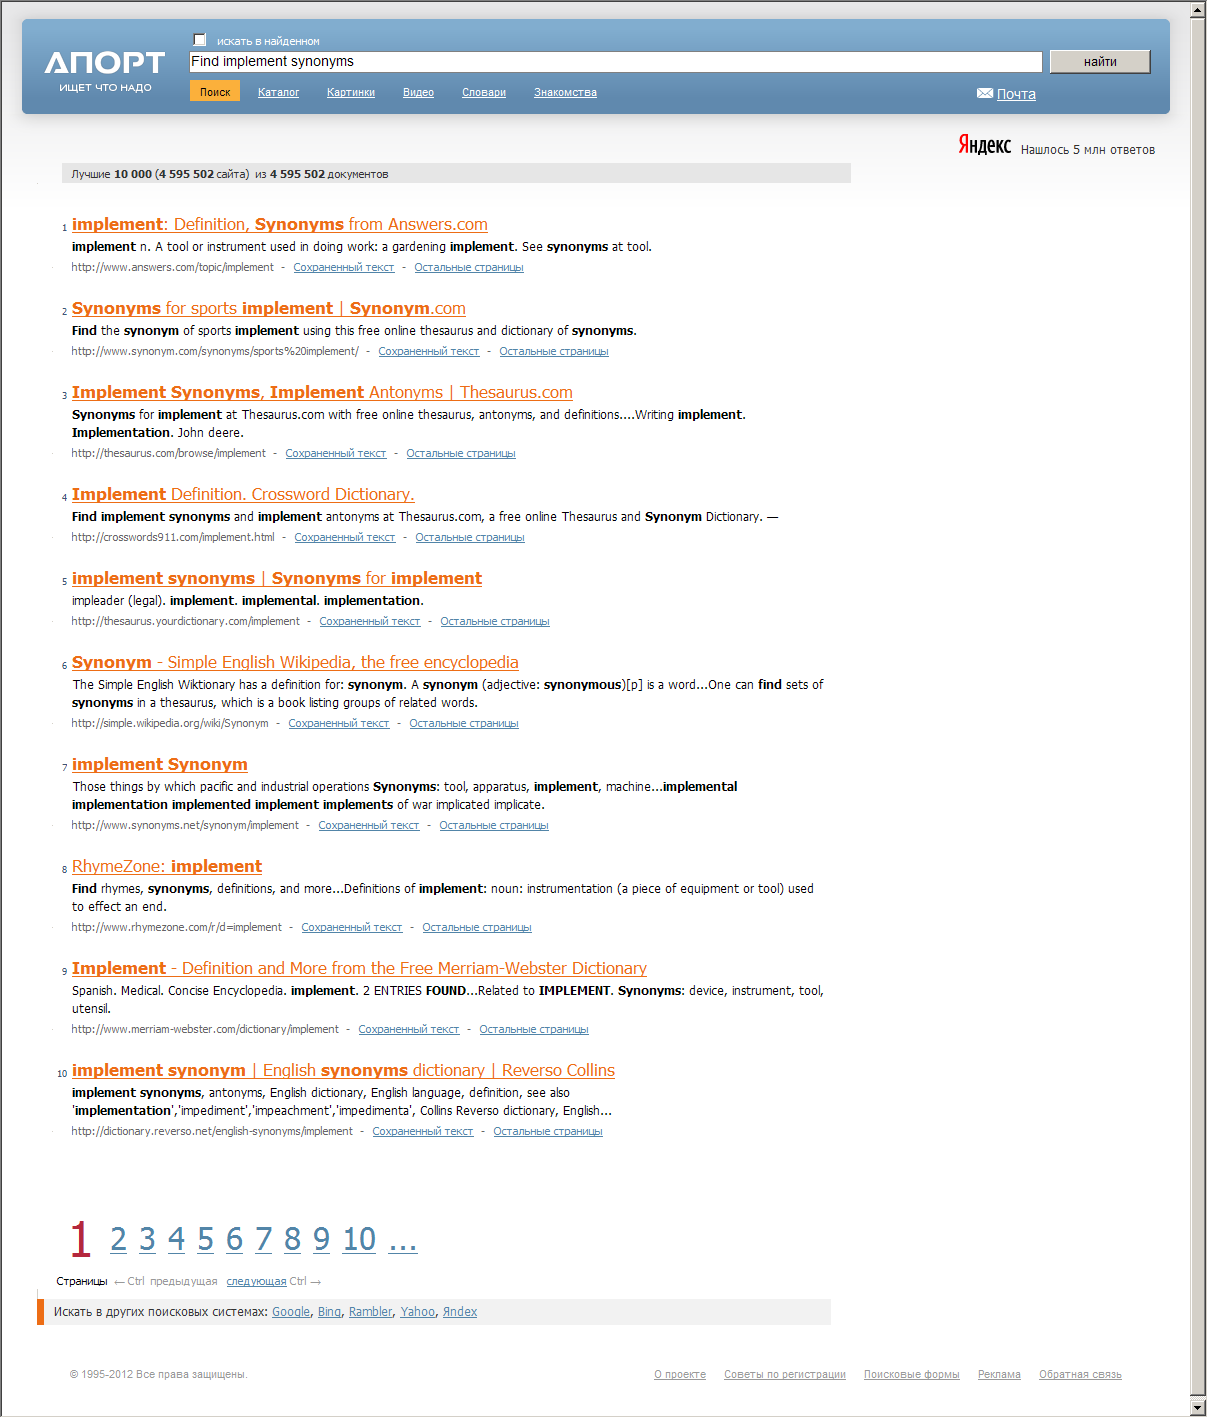 искать в найденном
АПОРТ
ИЩЕТ ЧТО НАДО
Find implement synonyms
найти
Поиск Каталог Картинки Видео Словари Знакомства
Почта
Яндекс Нашлось 5 млн ответов
Лучшие 10 000 (4 595 502 сайта) из 4 595 502 документов
1 implement: Definition, Synonyms from Answers.com
implement n. A tool or instrument used in doing work: a gardening implement. See synonyms at tool.
http://www.answers.com/topic/implement - Сохраненный текст - Остальные страницы
2 Synonyms for sports implement | Synonym.com
Find the synonym of sports implement using this free online thesaurus and dictionary of synonyms.
http://www.synonym.com/synonyms/sports%20implement/ - Сохраненный текст - Остальные страницы
3 Implement Synonyms, Implement Antonyms | Thesaurus.com
Synonyms for implement at Thesaurus.com with free online thesaurus, antonyms, and definitions....Writing implement.
Implementation. John deere.
http://thesaurus.com/browse/implement - Сохраненный текст - Остальные страницы
4 Implement Definition. Crossword Dictionary.
Find implement synonyms and implement antonyms at Thesaurus.com, a free online Thesaurus and Synonym Dictionary. —
http://crosswords911.com/implement.html - Сохраненный текст - Остальные страницы
5 implement synonyms | Synonyms for implement
impleader (legal). implement. implemental. implementation.
http://thesaurus.yourdictionary.com/implement - Сохраненный текст - Остальные страницы
6 Synonym - Simple English Wikipedia, the free encyclopedia
The Simple English Wiktionary has a definition for: synonym. A synonym (adjective: synonymous)[p] is a word...One can find sets of
synonyms in a thesaurus, which is a book listing groups of related words.
http://simple.wikipedia.org/wiki/Synonym - Сохраненный текст - Остальные страницы
7 implement Synonym
Those things by which pacific and industrial operations Synonyms: tool, apparatus, implement, machine...implemental
implementation implemented implement implements of war implicated implicate.
http://www.synonyms.net/synonym/implement - Сохраненный текст - Остальные страницы
8 RhymeZone: implement
Find rhymes, synonyms, definitions, and more...Definitions of implement: noun: instrumentation (a piece of equipment or tool) used
to effect an end.
http://www.rhymezone.com/r/d=implement - Сохраненный текст - Остальные страницы
9 Implement - Definition and More from the Free Merriam-Webster Dictionary
Spanish. Medical. Concise Encyclopedia. implement. 2 ENTRIES FOUND...Related to IMPLEMENT. Synonyms: device, instrument, tool,
utensil.
http://www.merriam-webster.com/dictionary/implement - Сохраненный текст - Остальные страницы
10 implement synonym | English synonyms dictionary | Reverso Collins
implement synonyms, antonyms, English dictionary, English language, definition, see also
'implementation','impediment','impeachment','impedimenta', Collins Reverso dictionary, English...
http://dictionary.reverso.net/english-synonyms/implement - Сохраненный текст - Остальные страницы
1 2 3 4 5 6 7 8 9 10 ...
Страницы ← Ctrl предыдущая следующая Ctrl →
Искать в других поисковых системах: Google, Bing, Rambler, Yahoo, Яndex
© 1995-2012 Все права защищены. О проекте Советы по регистрации Поисковые формы Реклама Обратная связь